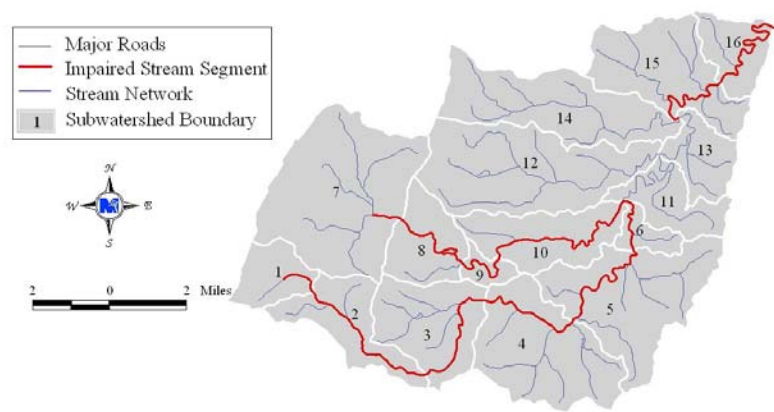 Major Roads
Impaired Stream Segment
Stream Network
1 Subwatershed Boundary
N
W E
S
2 0 2 Miles
16
15
14
13
12
7
11
6
8
10
9
1
2
5
3
4